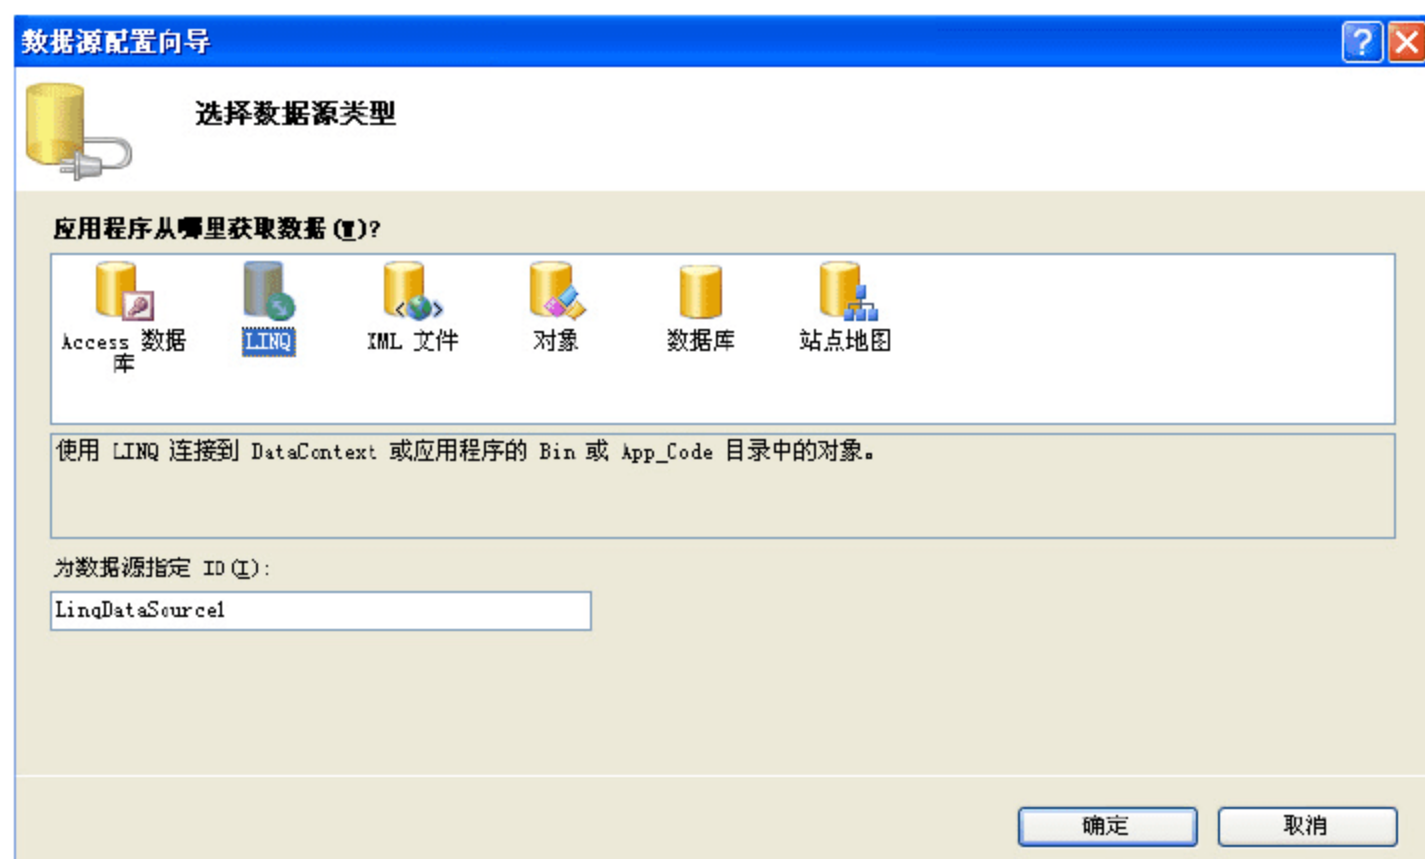 数据源配置向导
选择数据源类型
应用程序从哪里获取数据(W)?
Access 数据
库
LINQ
XML 文件
对象
数据库
站点地图
使用 LINQ 连接到 DataContext 或应用程序的 Bin 或 App_Code 目录中的对象。
为数据源指定 ID(I):
LinqDataSource1
确定
取消